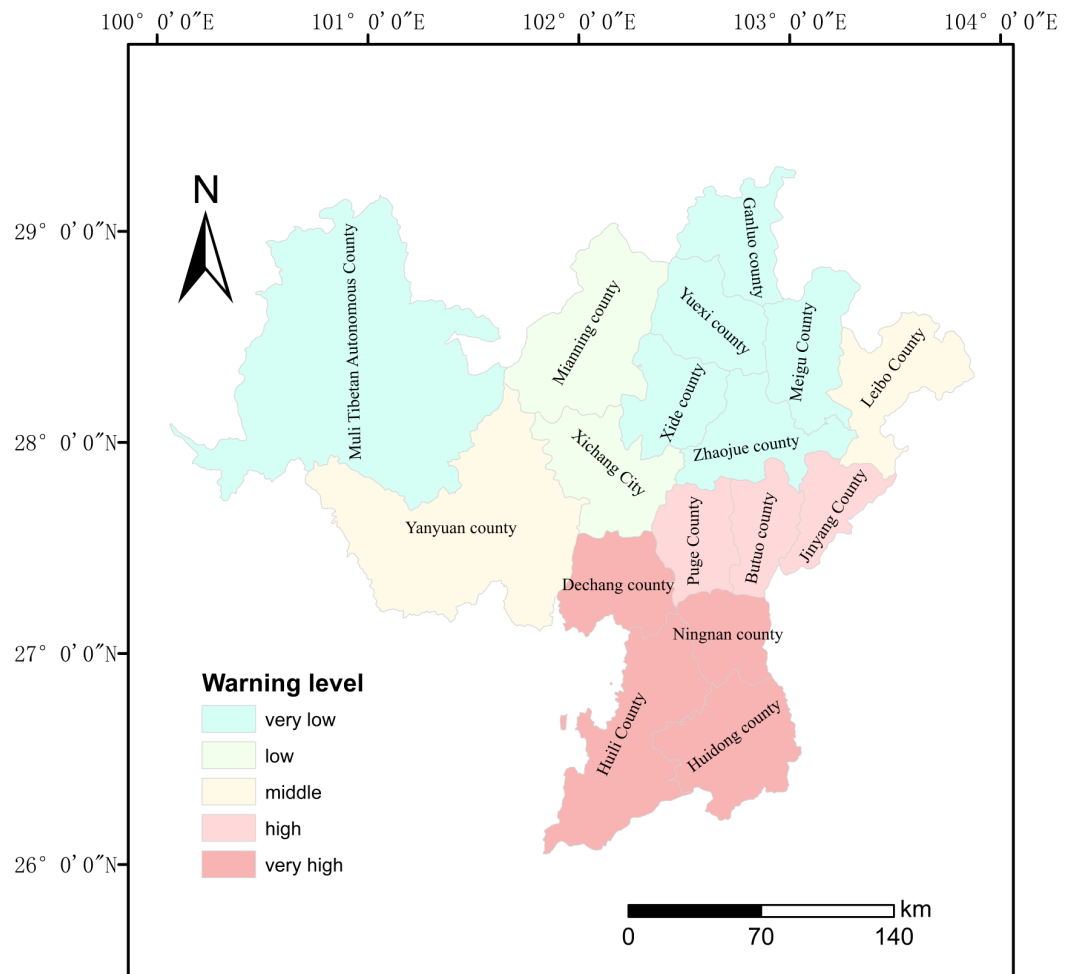 100° 0′0″E
101° 0′0″E
102° 0′0″E
103° 0′0″E
104° 0′0″E
N
29° 0′0″N
28° 0′0″N
27° 0′0″N
26° 0′0″N
Muli Tibetan Autonomous County
Mianning county
Ganluo county
Yuexi county
Meigu County
Leibo County
Xide county
Zhaojue county
Xichang City
Yanyuan county
Puge County
Butuo county
Jinyang County
Dechang county
Ningnan county
Huili County
Huidong county
Warning level
very low
low
middle
high
very high
km
0 70 140